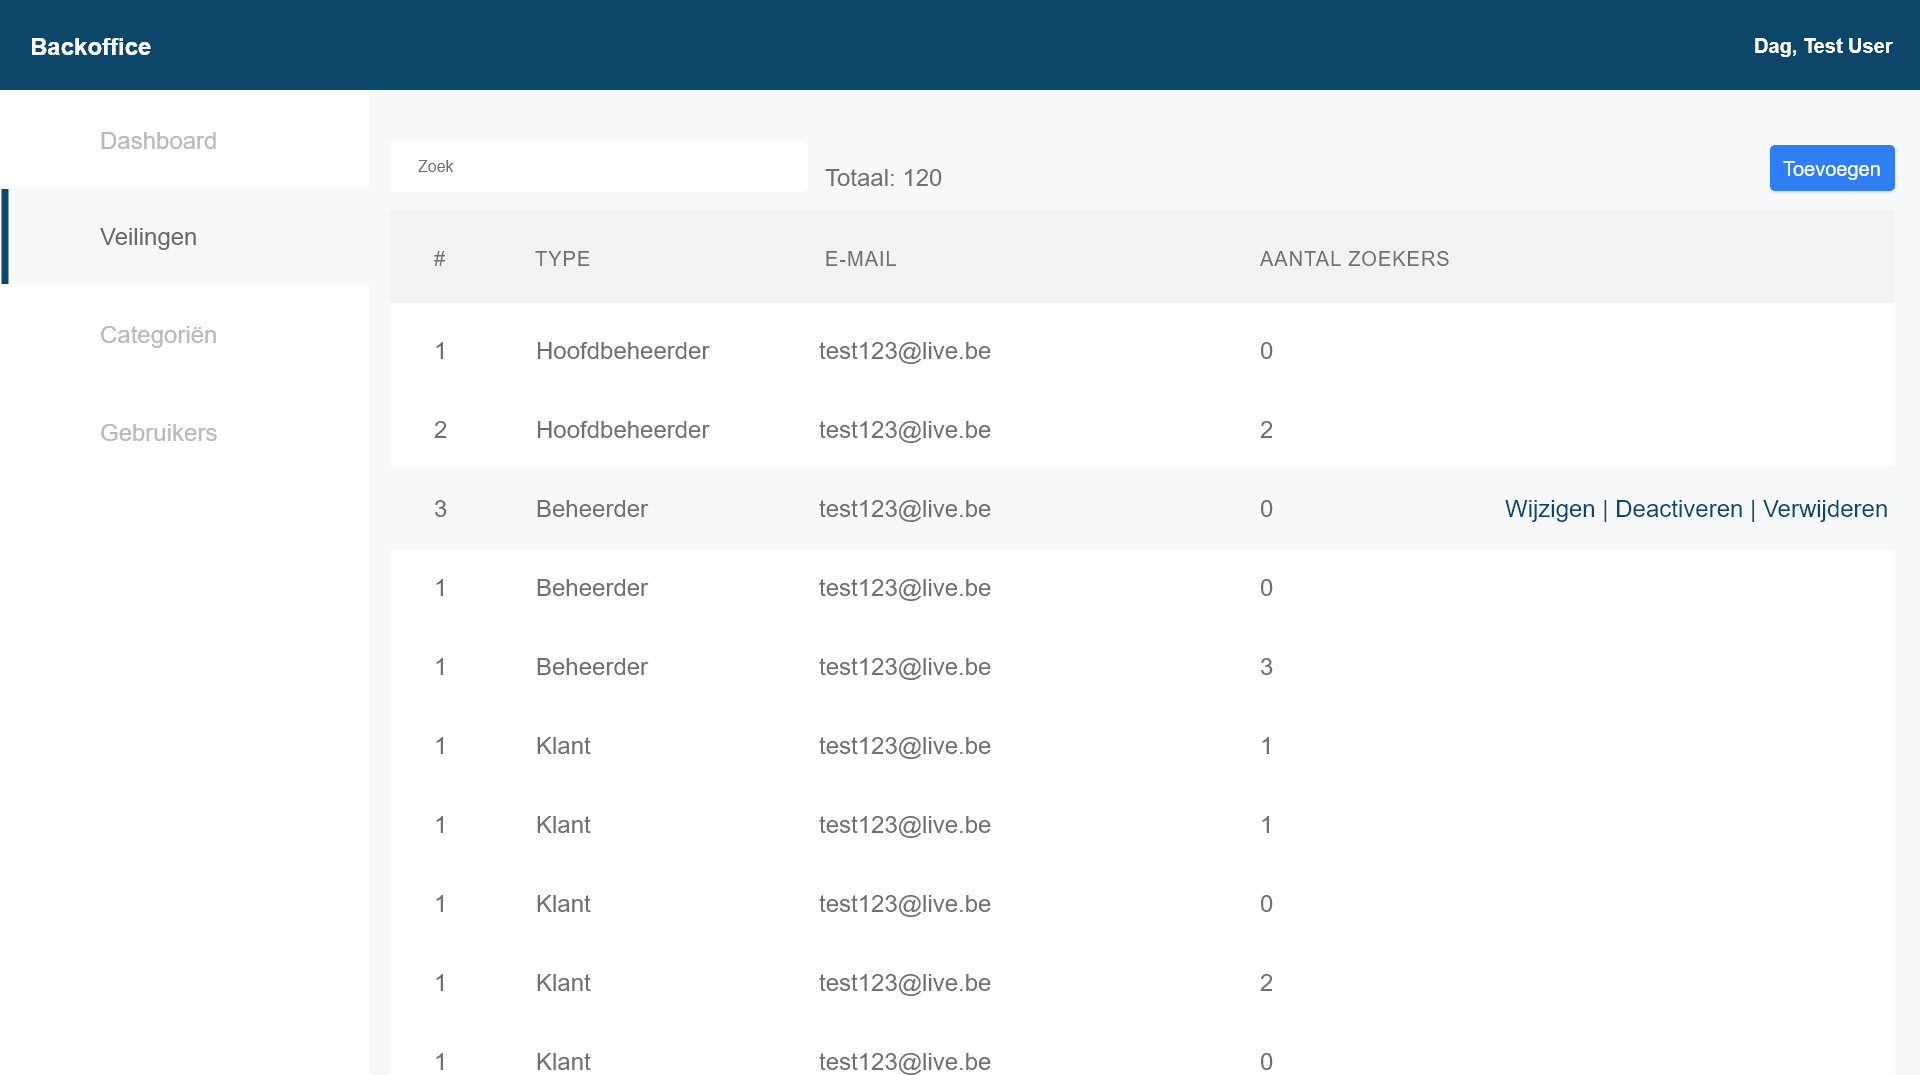 Backoffice
Dag, Test User
Dashboard
Veilingen
Categoriën
Gebruikers
Zoek
Totaal: 120
Toevoegen
# TYPE E-MAIL AANTAL ZOEKERS
1 Hoofdbeheerder test123@live.be 0
2 Hoofdbeheerder test123@live.be 2
3 Beheerder test123@live.be 0 Wijzigen | Deactiveren | Verwijderen
1 Beheerder test123@live.be 0
1 Beheerder test123@live.be 3
1 Klant test123@live.be 1
1 Klant test123@live.be 1
1 Klant test123@live.be 0
1 Klant test123@live.be 2
1 Klant test123@live.be 0